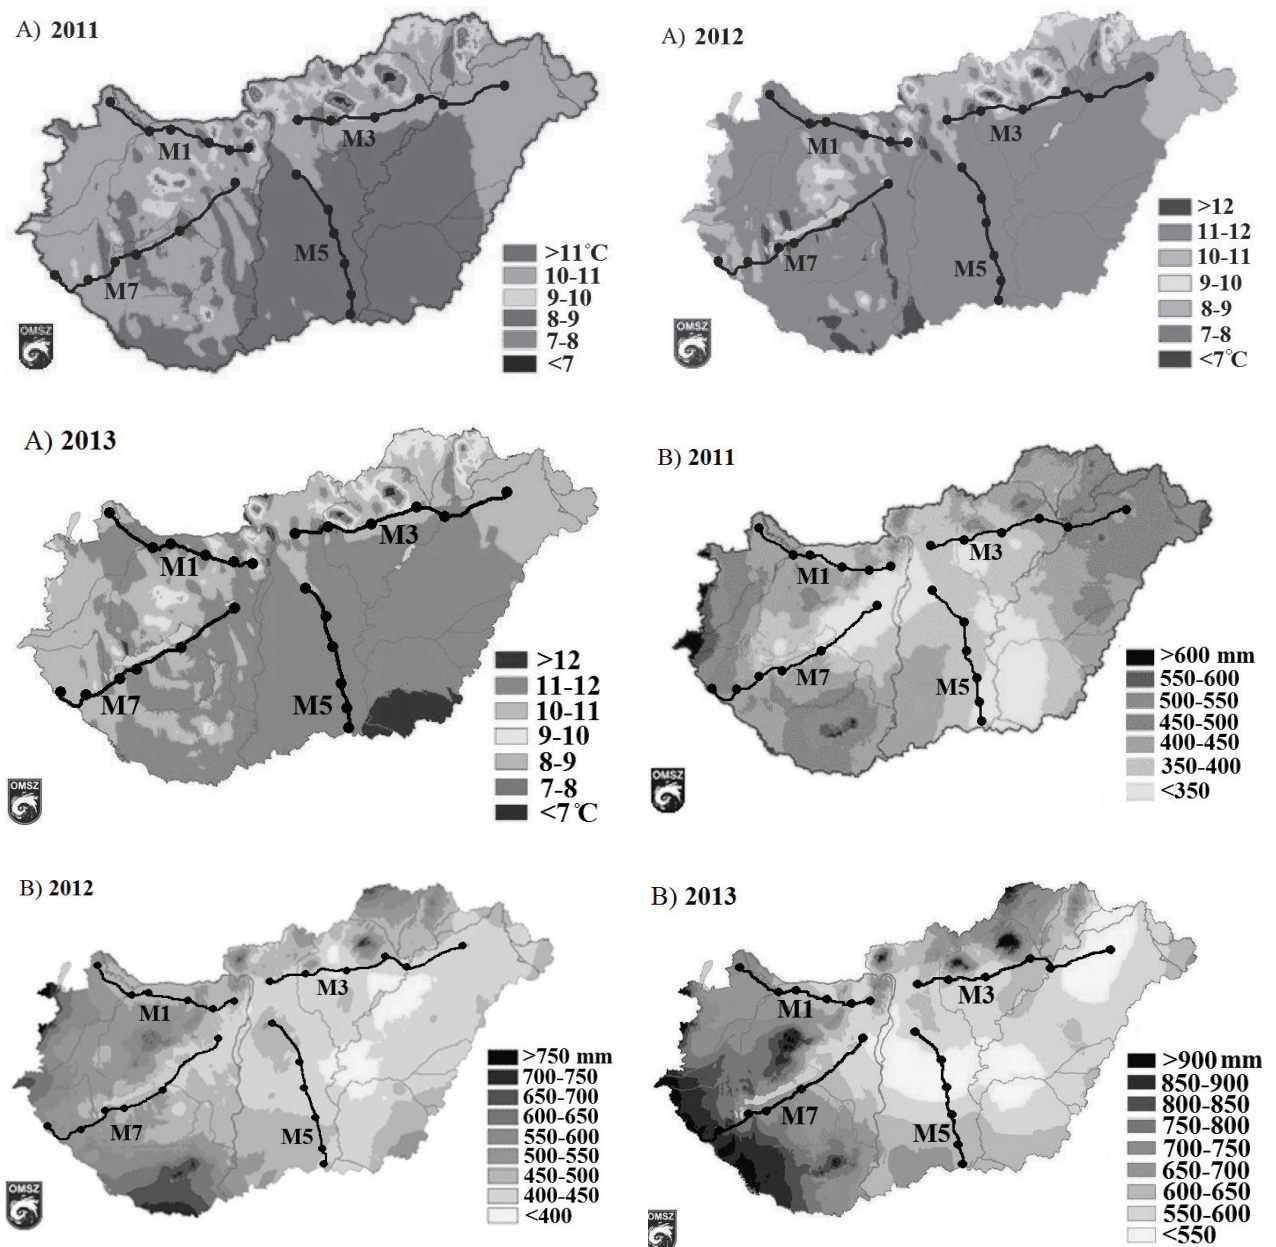 A) 2011
M1
M3
M5
M7
>11°C
10-11
9-10
8-9
7-8
<7
OMSZ
A) 2012
M1
M3
M5
M7
>12
11-12
10-11
9-10
8-9
7-8
<7°C
OMSZ
A) 2013
M1
M3
M5
M7
>12
11-12
10-11
9-10
8-9
7-8
<7°C
OMSZ
B) 2011
M1
M3
M5
M7
>600 mm
550-600
500-550
450-500
400-450
350-400
<350
OMSZ
B) 2012
M1
M3
M5
M7
>750 mm
700-750
650-700
600-650
550-600
500-550
450-500
400-450
<400
OMSZ
B) 2013
M1
M3
M5
M7
>900 mm
850-900
800-850
750-800
700-750
650-700
600-650
550-600
<550
OMSZ